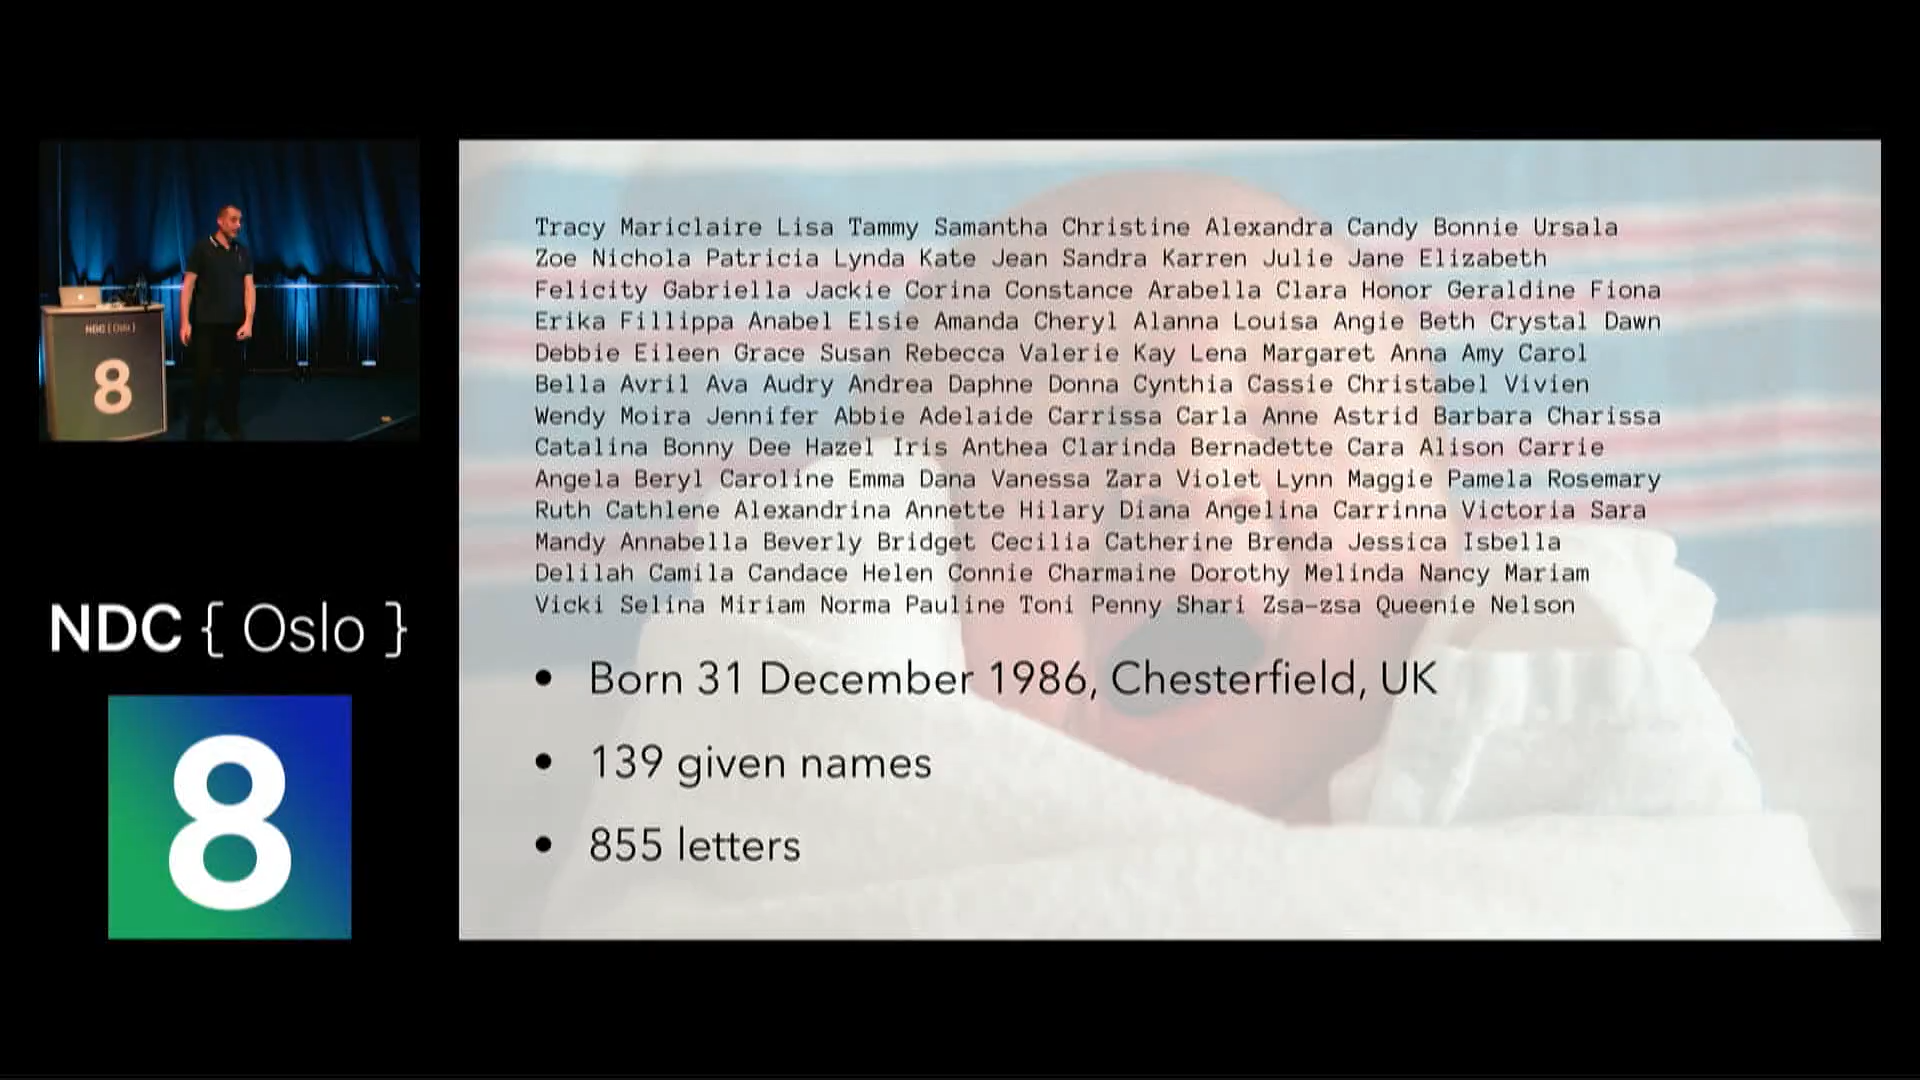 NDC { Oslo }
8
NDC { Oslo }
8
Tracy Mariclaire Lisa Tammy Samantha Christine Alexandra Candy Bonnie Ursala
Zoe Nichola Patricia Lynda Kate Jean Sandra Karren Julie Jane Elizabeth
Felicity Gabriella Jackie Corina Constance Arabella Clara Honor Geraldine Fiona
Erika Fillippa Anabel Elsie Amanda Cheryl Alanna Louisa Angie Beth Crystal Dawn
Debbie Eileen Grace Susan Rebecca Valerie Kay Lena Margaret Anna Amy Carol
Bella Avril Ava Audry Andrea Daphne Donna Cynthia Cassie Christabel Vivien
Wendy Moira Jennifer Abbie Adelaide Carrissa Carla Anne Astrid Barbara Charissa
Catalina Bonny Dee Hazel Iris Anthea Clarinda Bernadette Cara Alison Carrie
Angela Beryl Caroline Emma Dana Vanessa Zara Violet Lynn Maggie Pamela Rosemary
Ruth Cathlene Alexandrina Annette Hilary Diana Angelina Carrinna Victoria Sara
Mandy Annabella Beverly Bridget Cecilia Catherine Brenda Jessica Isbella
Delilah Camila Candace Helen Connie Charmaine Dorothy Melinda Nancy Mariam
Vicki Selina Miriam Norma Pauline Toni Penny Shari Zsa-zsa Queenie Nelson
• Born 31 December 1986, Chesterfield, UK
• 139 given names
• 855 letters